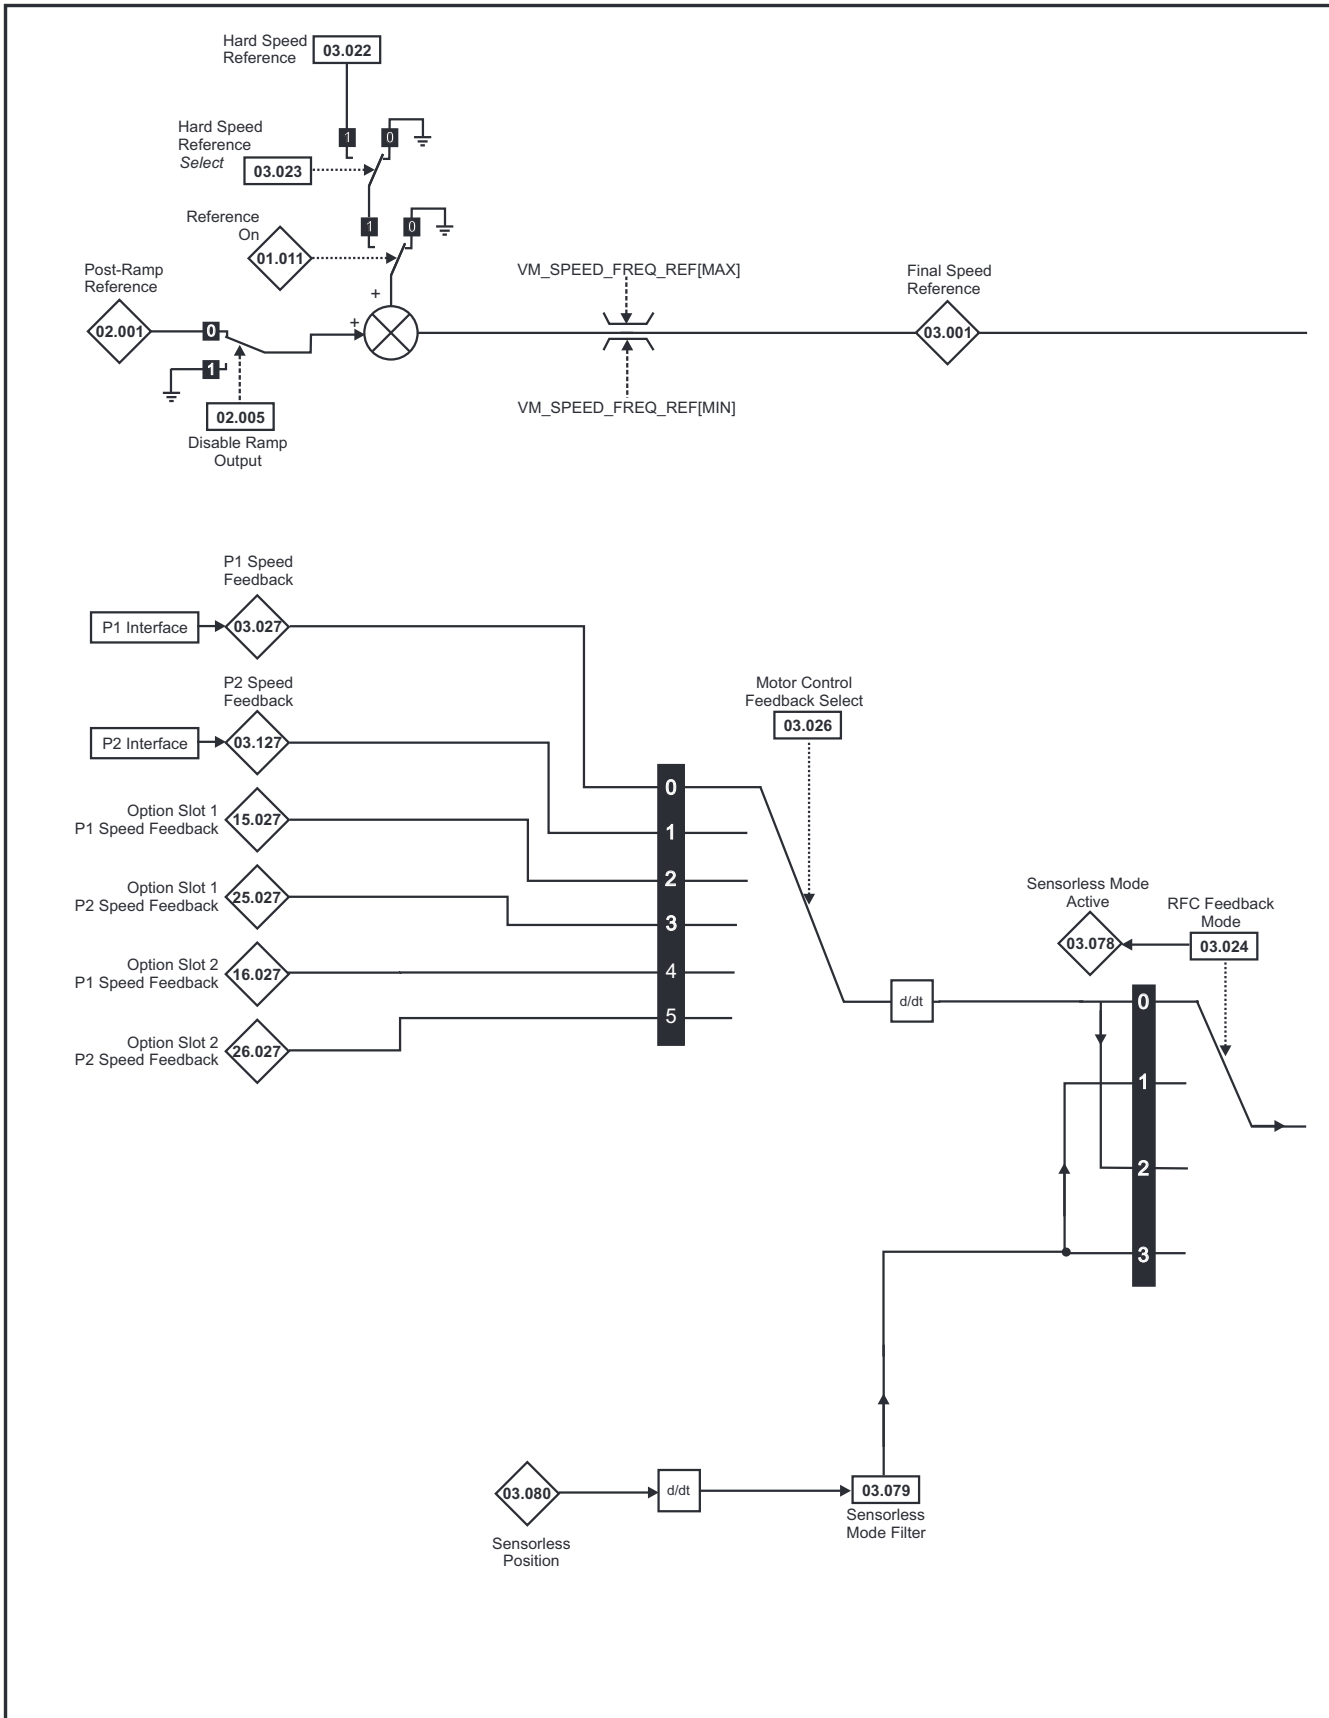 Hard Speed
Reference
03.022
1
0
Hard Speed
Reference
Select
03.023
1
0
Reference
On
01.011
+
Post-Ramp
Reference
02.001
0
1
+
02.005
Disable Ramp
Output
VM_SPEED_FREQ_REF[MAX]
VM_SPEED_FREQ_REF[MIN]
Final Speed
Reference
03.001
P1 Speed
Feedback
P1 Interface
03.027
P2 Speed
Feedback
P2 Interface
03.127
Option Slot 1
P1 Speed Feedback
15.027
Option Slot 1
P2 Speed Feedback
25.027
Option Slot 2
P1 Speed Feedback
16.027
Option Slot 2
P2 Speed Feedback
26.027
0
1
2
3
4
5
Motor Control
Feedback Select
03.026
d/dt
Sensorless Mode
Active
03.078
RFC Feedback
Mode
03.024
0
1
2
3
03.080
Sensorless
Position
d/dt
03.079
Sensorless
Mode Filter